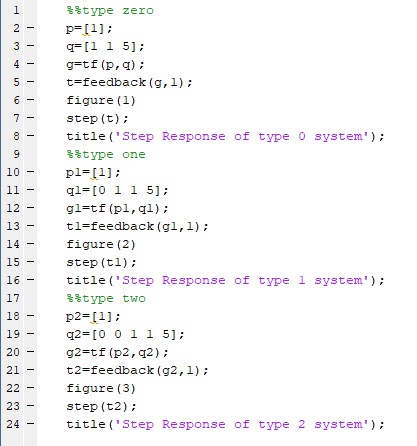 1 %%type zero
2 - p=[1];
3 - q=[1 1 5];
4 - g=tf(p,q);
5 - t=feedback(g,1);
6 - figure(1)
7 - step(t);
8 - title('Step Response of type 0 system');
9 %%type one
10 - p1=[1];
11 - q1=[0 1 1 5];
12 - g1=tf(p1,q1);
13 - t1=feedback(g1,1);
14 - figure(2)
15 - step(t1);
16 - title('Step Response of type 1 system');
17 %%type two
18 - p2=[1];
19 - q2=[0 0 1 1 5];
20 - g2=tf(p2,q2);
21 - t2=feedback(g2,1);
22 - figure(3)
23 - step(t2);
24 - title('Step Response of type 2 system');